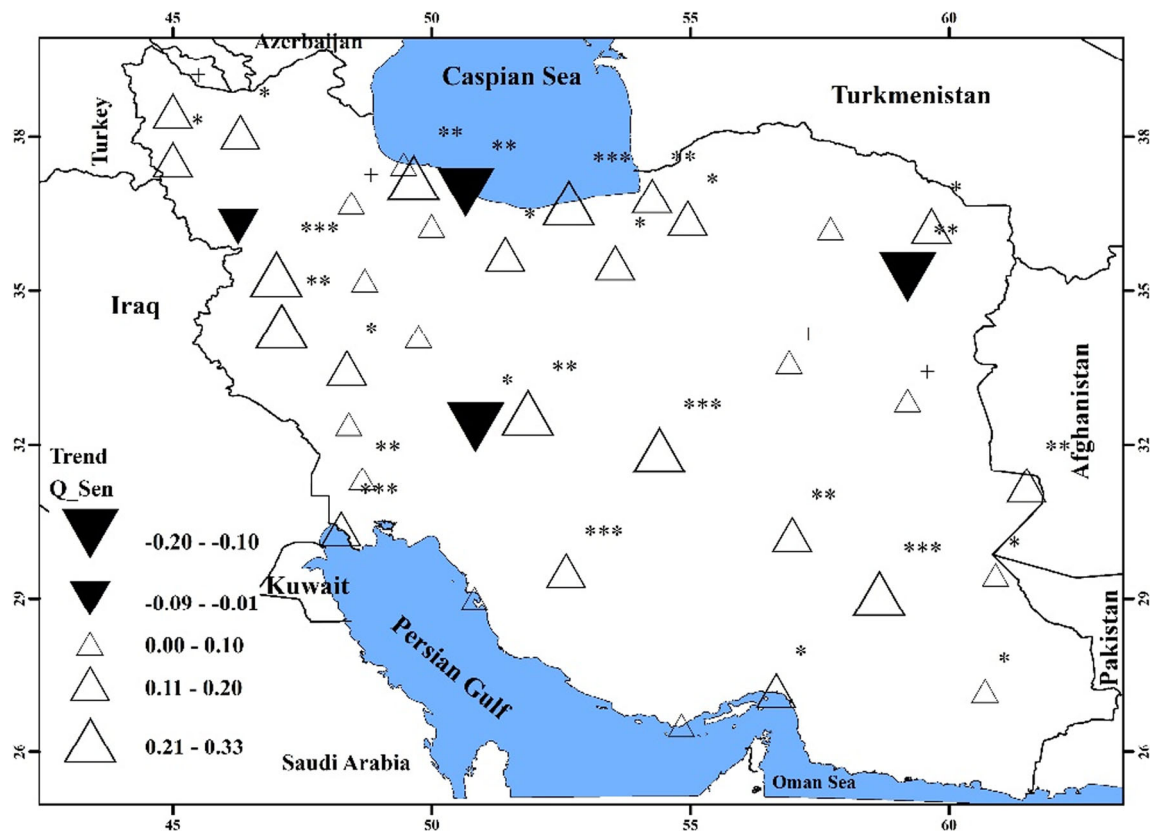 45 50 55 60
Azerbaijan
Caspian Sea
Turkmenistan
Turkey
+
*
*
38 38
** **
*** **
+ * *
* *
*** **
35 35
**
Iraq
*
+
* ** +
***
Afghanistan
32 32
** **
Trend
Q_Sen
*** **
-0.20 - -0.10
*** *** *
Kuwait
29 29
-0.09 - -0.01
Persian Gulf
Pakistan
0.00 - 0.10
* *
0.11 - 0.20
0.21 - 0.33
26 26
Saudi Arabia
Oman Sea
45 50 55 60